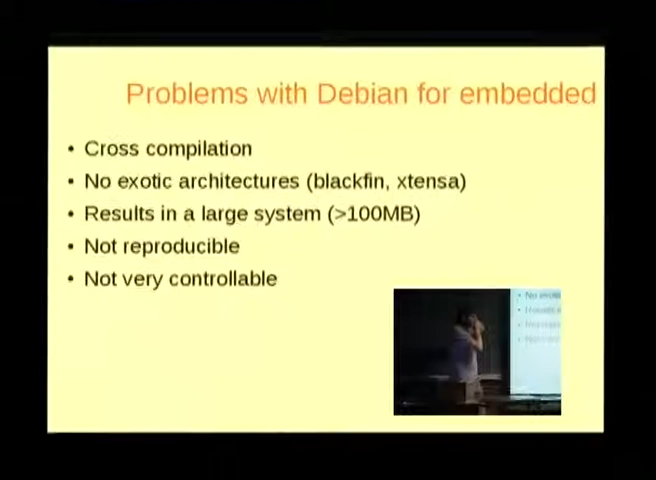 Problems with Debian for embedded
• Cross compilation
• No exotic architectures (blackfin, xtensa)
• Results in a large system (>100MB)
• Not reproducible
• Not very controllable